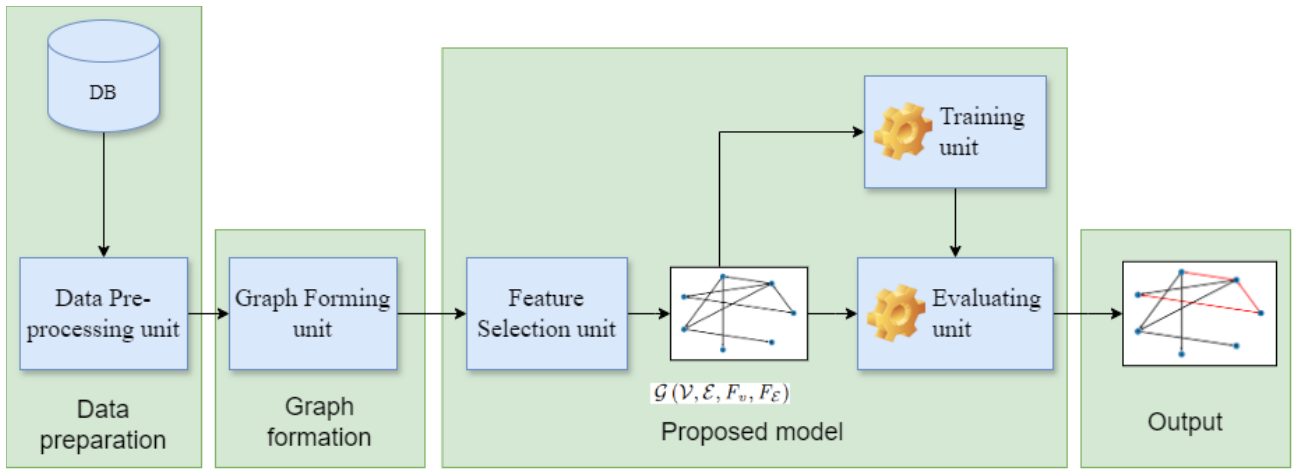 DB
Data Pre-
processing unit
Data
preparation
Graph Forming
unit
Graph
formation
Feature
Selection unit
𝒢 (𝒱, ℰ, F_v, F_ℰ)
Training
unit
Evaluating
unit
Proposed model
Output